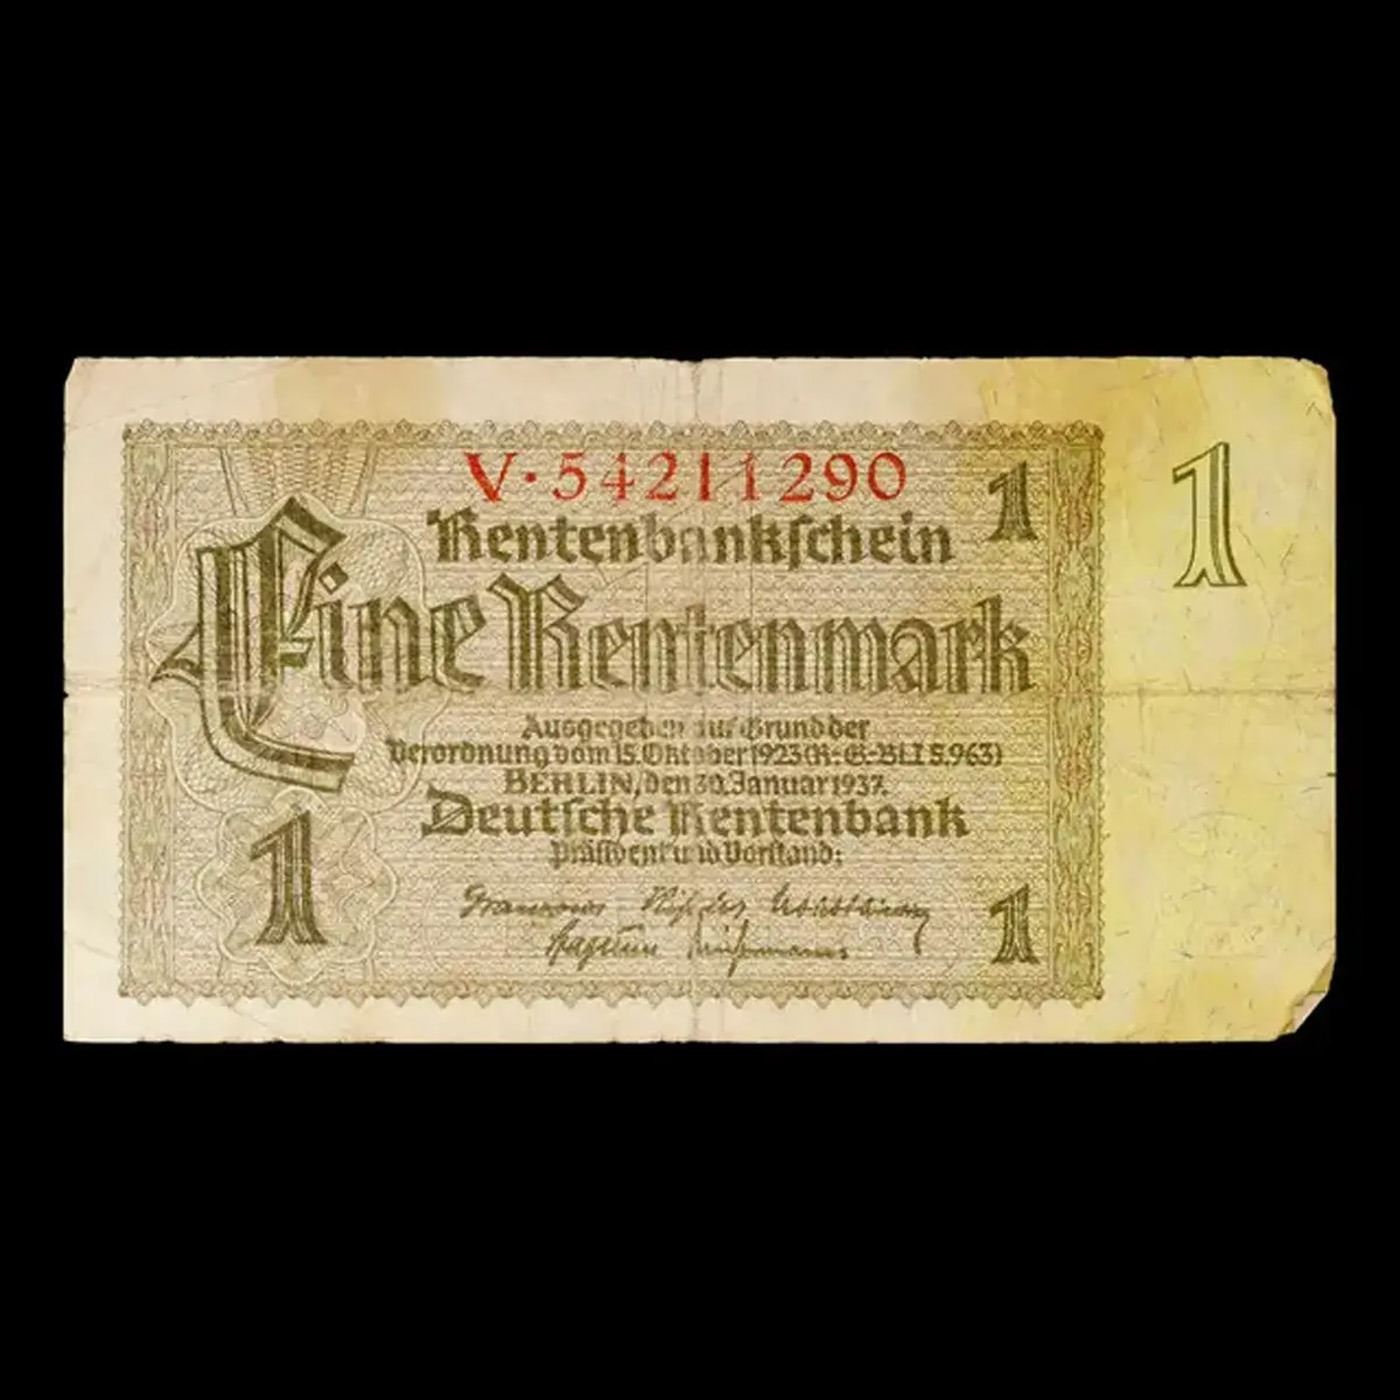 V·54211290
1
1
Rentenbankschein
Eine Rentenmark
Ausgegeben auf Grund der
Verordnung vom 15. Oktober 1923 (R.-G.-Bl. I S. 963)
BERLIN, den 30. Januar 1937.
Deutsche Rentenbank
Präsident und Vorstand:
1
1